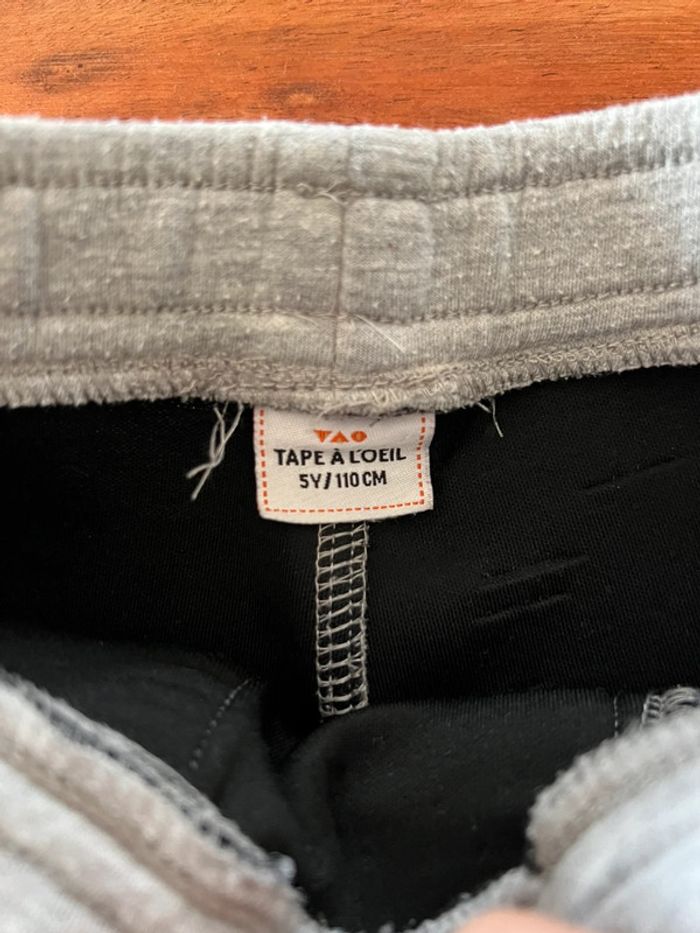 TAO
TAPE À L'OEIL
5Y/110CM